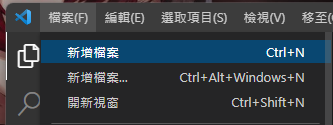 檔案(F) 編輯(E) 選取項目(S) 檢視(V) 移至(G
新增檔案 Ctrl+N
新增檔案... Ctrl+Alt+Windows+N
開新視窗 Ctrl+Shift+N